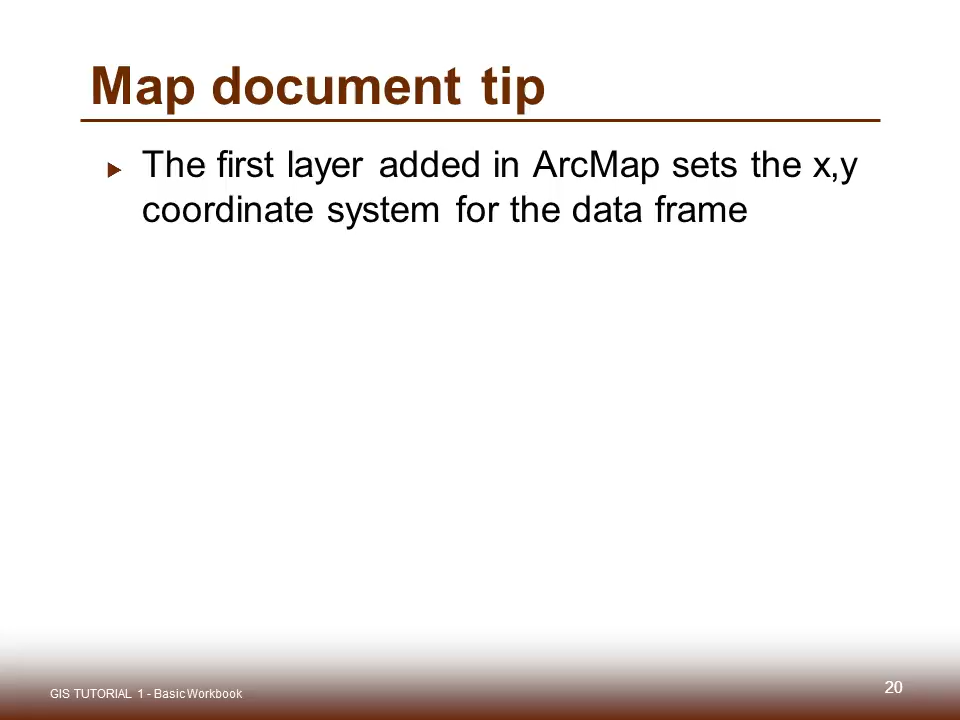 Map document tip
The first layer added in ArcMap sets the x,y
coordinate system for the data frame
GIS TUTORIAL 1 - Basic Workbook
20